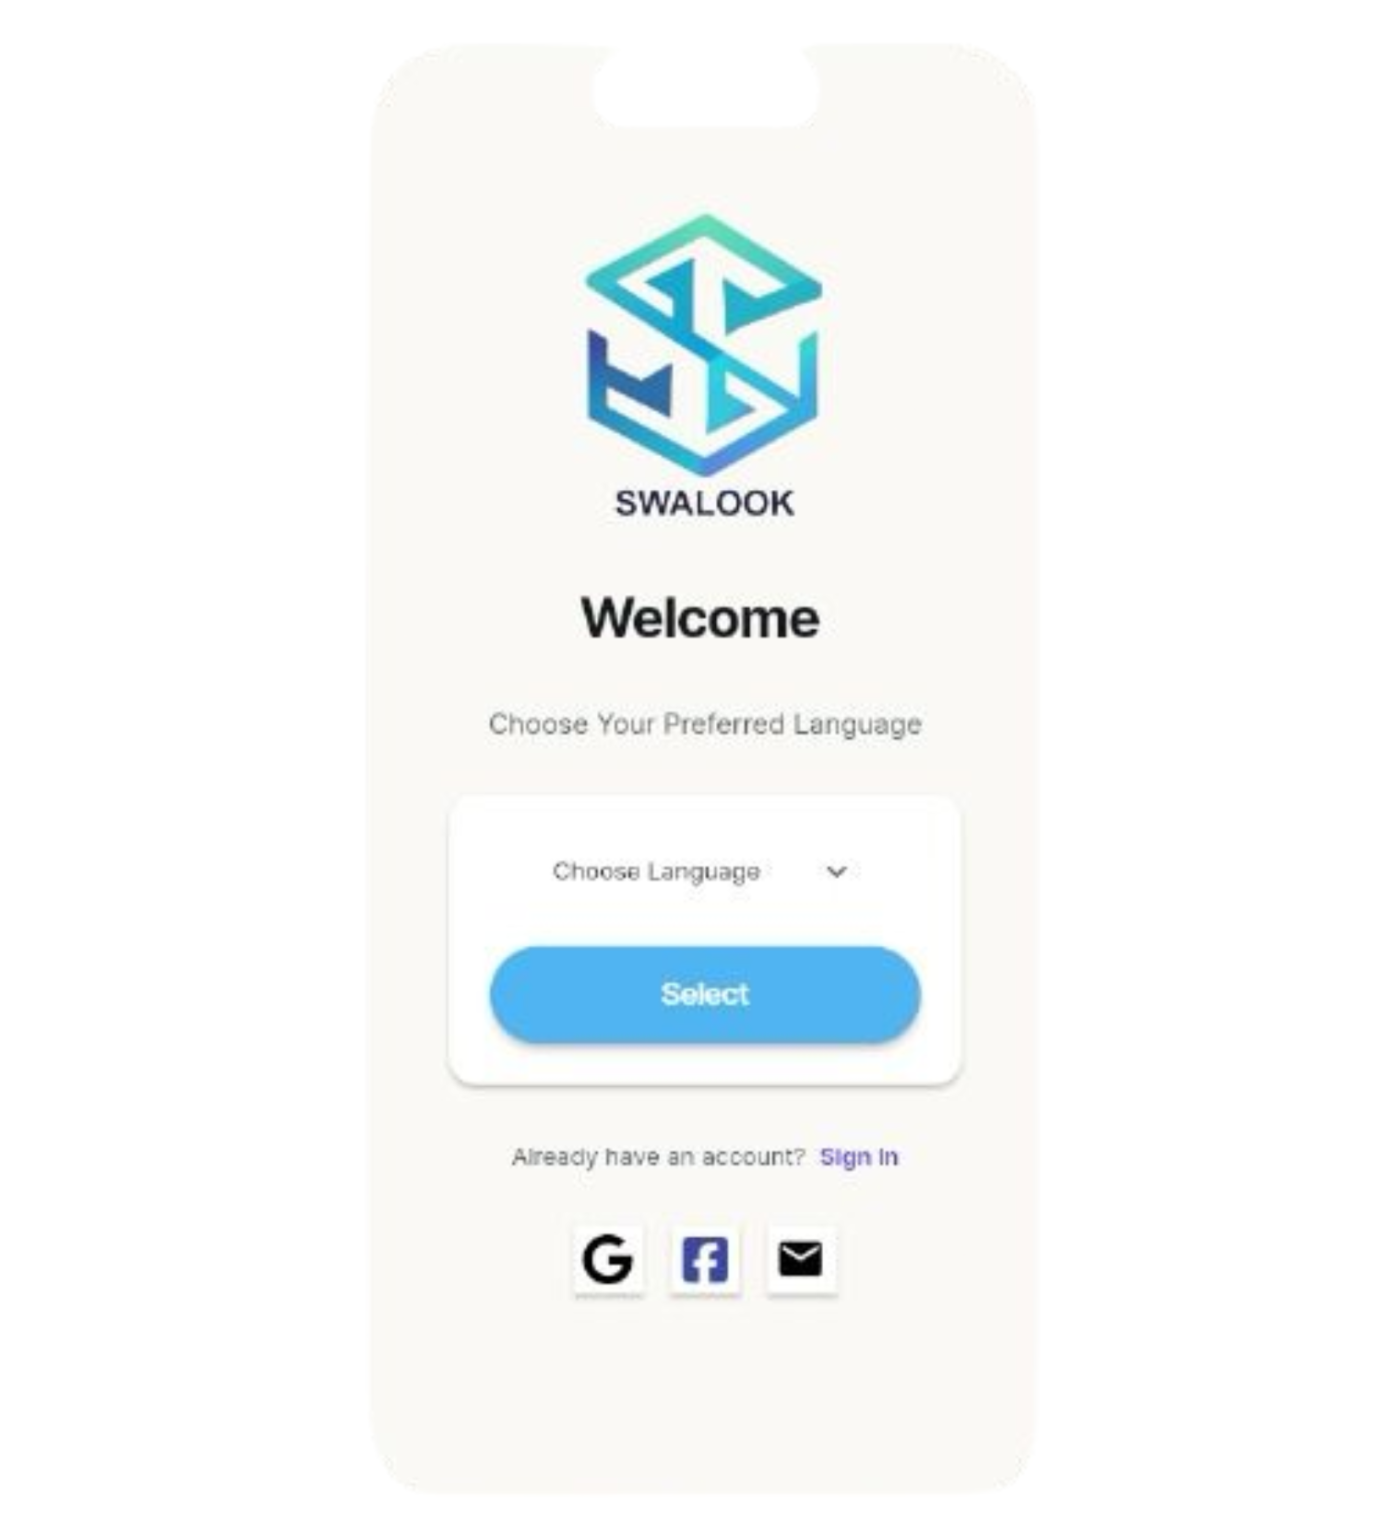 SWALOOK
Welcome
Choose Your Preferred Language
Choose Language
Select
Already have an account? Sign In